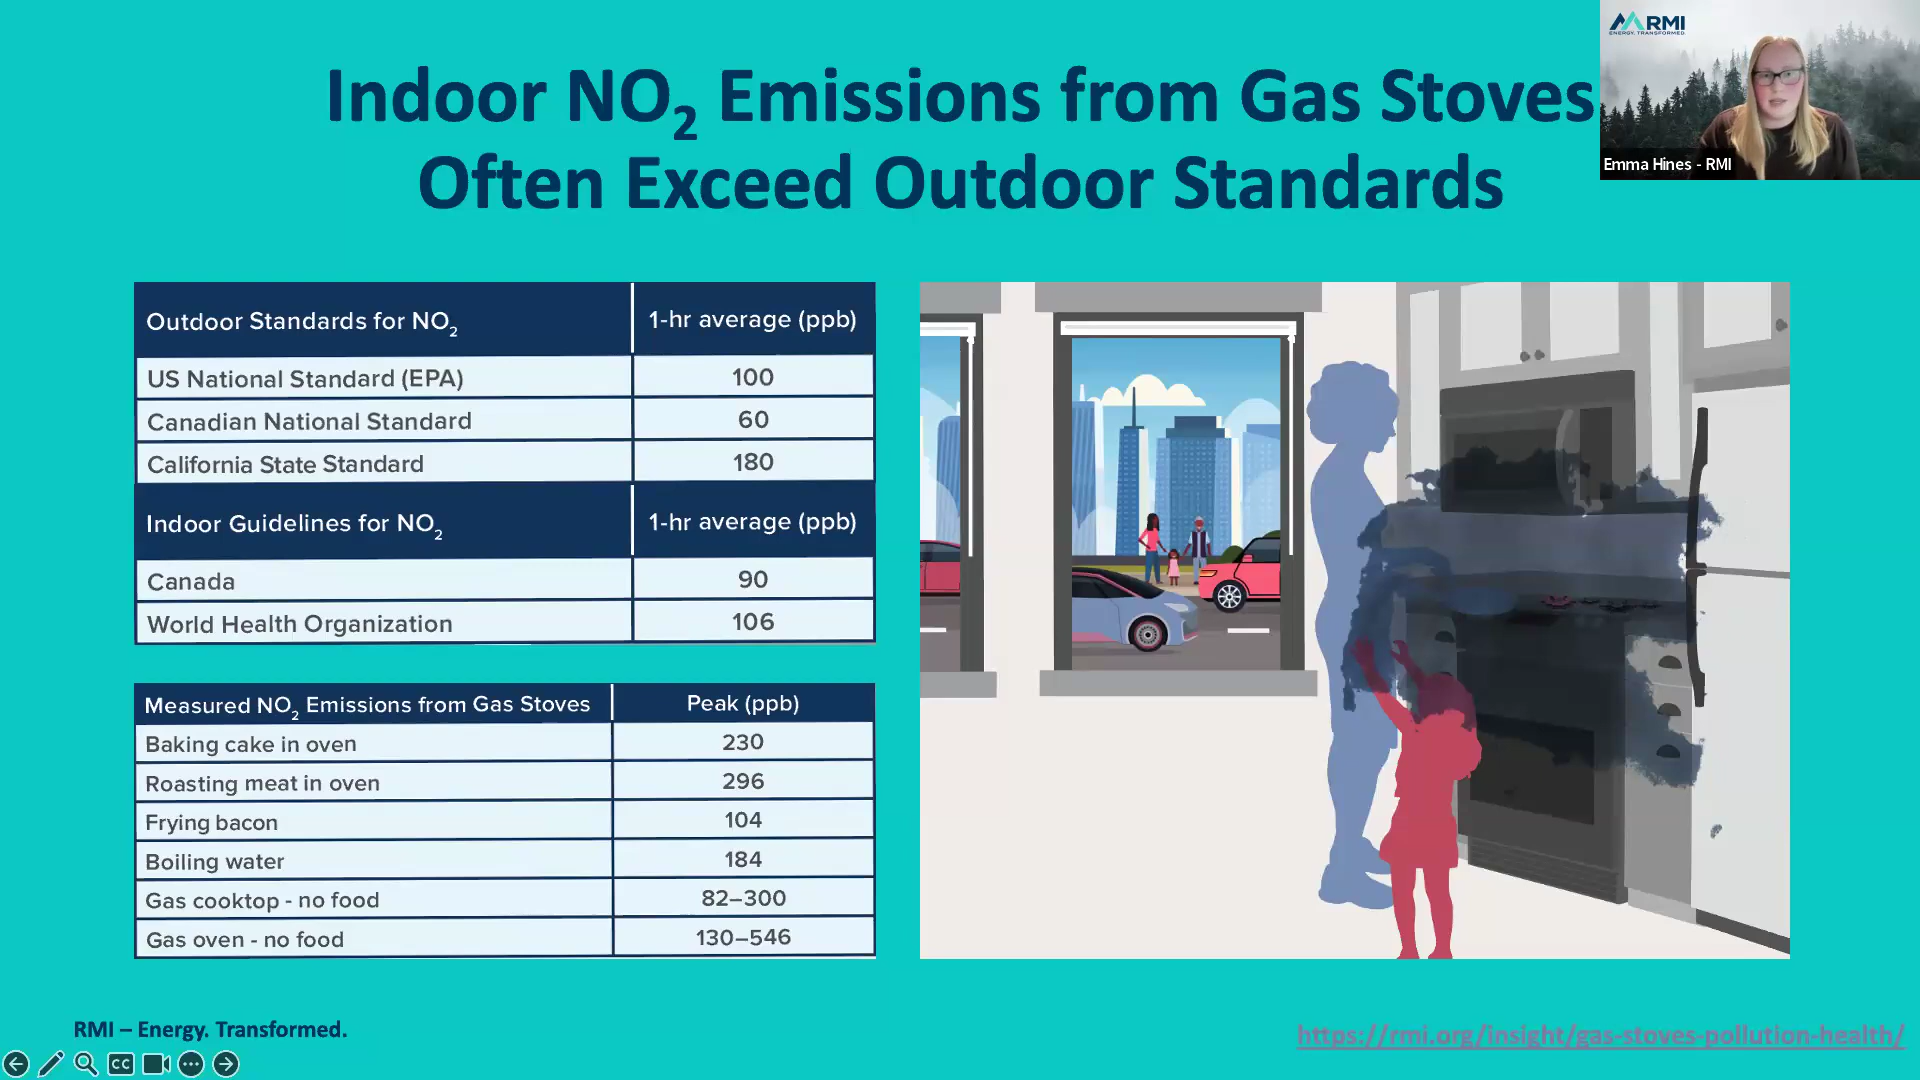 Indoor NO2 Emissions from Gas Stoves
Often Exceed Outdoor Standards
RMI
ENERGY. TRANSFORMED.
Emma Hines - RMI
Outdoor Standards for NO2 1-hr average (ppb)
US National Standard (EPA) 100
Canadian National Standard 60
California State Standard 180
Indoor Guidelines for NO2 1-hr average (ppb)
Canada 90
World Health Organization 106
Measured NO2 Emissions from Gas Stoves Peak (ppb)
Baking cake in oven 230
Roasting meat in oven 296
Frying bacon 104
Boiling water 184
Gas cooktop - no food 82–300
Gas oven - no food 130–546
RMI – Energy. Transformed.
https://rmi.org/insight/gas-stoves-pollution-health/
CC